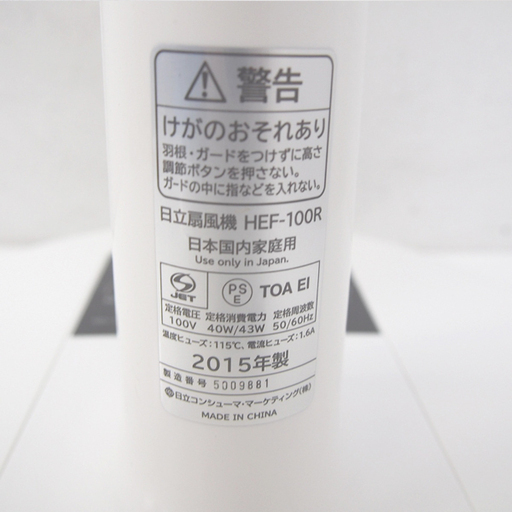 警告
けがのおそれあり
羽根・ガードをつけずに高さ
調節ボタンを押さない。
ガードの中に指などを入れない。
日立扇風機 HEF-100R
日本国内家庭用
Use only in Japan.
JET PSE TOA EI
定格電圧 定格消費電力 定格周波数
100V 40W/43W 50/60Hz
温度ヒューズ:115℃、電流ヒューズ:1.6A
2015年製
製造番号 5009881
日立コンシューマ・マーケティング(株)
MADE IN CHINA